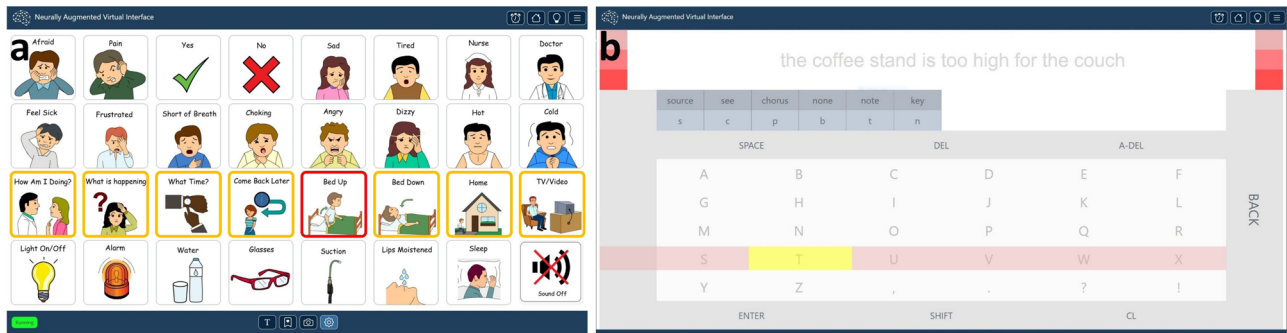 Neurally Augmented Virtual Interface
a
Afraid Pain Yes No Sad Tired Nurse Doctor
Feel Sick Frustrated Short of Breath Choking Angry Dizzy Hot Cold
How Am I Doing? What is happening What Time? Come Back Later Bed Up Bed Down Home TV/Video
?
Light On/Off Alarm Water Glasses Suction Lips Moistened Sleep
Sound Off
Running
T
Neurally Augmented Virtual Interface
b
the coffee stand is too high for the couch
source see chorus none note key
s c p b t n
SPACE DEL A-DEL
A B C D E F
G H I J K L
BACK
M N O P Q R
S T U V W X
Y Z , . ? !
ENTER SHIFT CL